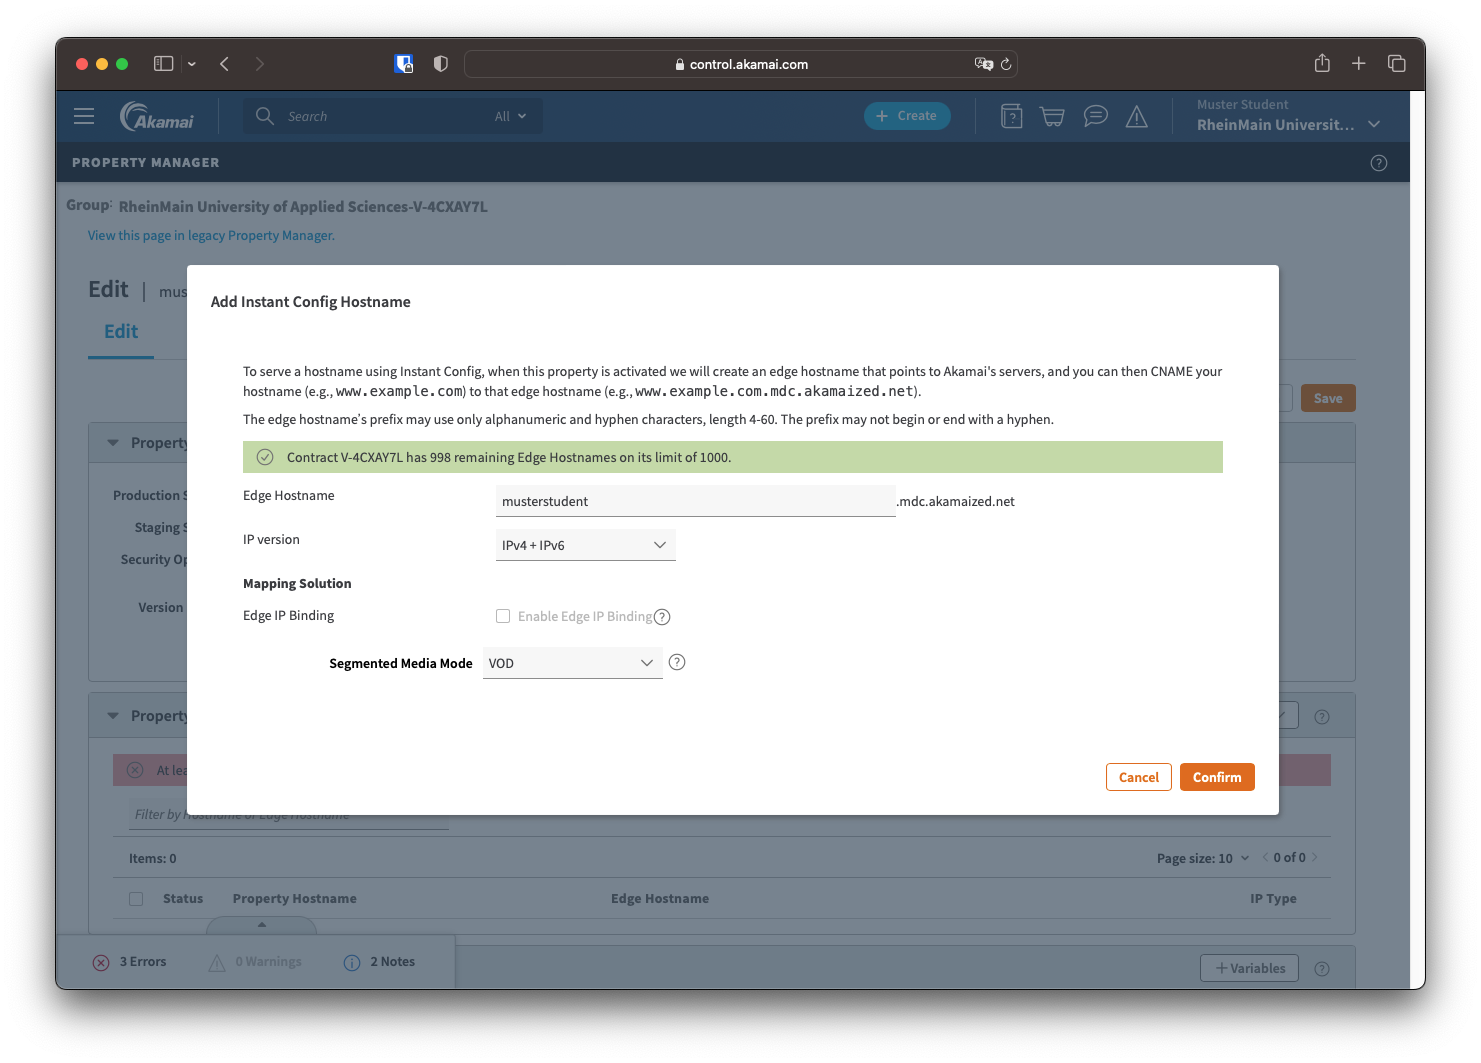 control.akamai.com
Akamai
Search
All
Create
Muster Student
RheinMain Universit...
PROPERTY MANAGER
Group: RheinMain University of Applied Sciences-V-4CXAY7L
View this page in legacy Property Manager.
Edit | mus
Edit
Save
Property
Production S
Staging S
Security Op
Version
Add Instant Config Hostname
To serve a hostname using Instant Config, when this property is activated we will create an edge hostname that points to Akamai's servers, and you can then CNAME your
hostname (e.g., www.example.com) to that edge hostname (e.g., www.example.com.mdc.akamaized.net).
The edge hostname's prefix may use only alphanumeric and hyphen characters, length 4-60. The prefix may not begin or end with a hyphen.
Contract V-4CXAY7L has 998 remaining Edge Hostnames on its limit of 1000.
Edge Hostname
musterstudent
.mdc.akamaized.net
IP version
IPv4 + IPv6
Mapping Solution
Edge IP Binding
Enable Edge IP Binding
Segmented Media Mode
VOD
Cancel
Confirm
Property
At lea
Filter by Hostname or Edge Hostname
Items: 0
Page size: 10
0 of 0
Status
Property Hostname
Edge Hostname
IP Type
3 Errors
0 Warnings
2 Notes
+ Variables